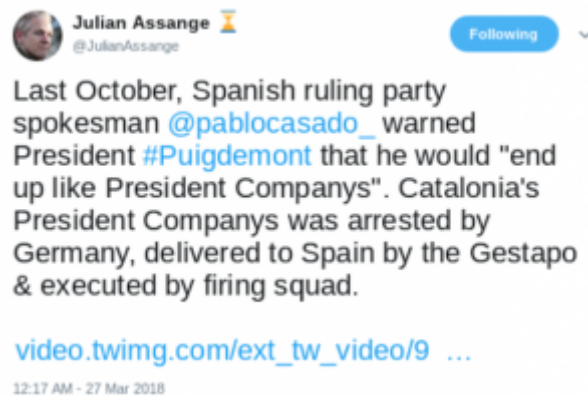 Julian Assange ⌛
@JulianAssange
Following
Last October, Spanish ruling party
spokesman @pablocasado_ warned
President #Puigdemont that he would "end
up like President Companys". Catalonia's
President Companys was arrested by
Germany, delivered to Spain by the Gestapo
& executed by firing squad.
video.twimg.com/ext_tw_video/9 ...
12:17 AM - 27 Mar 2018